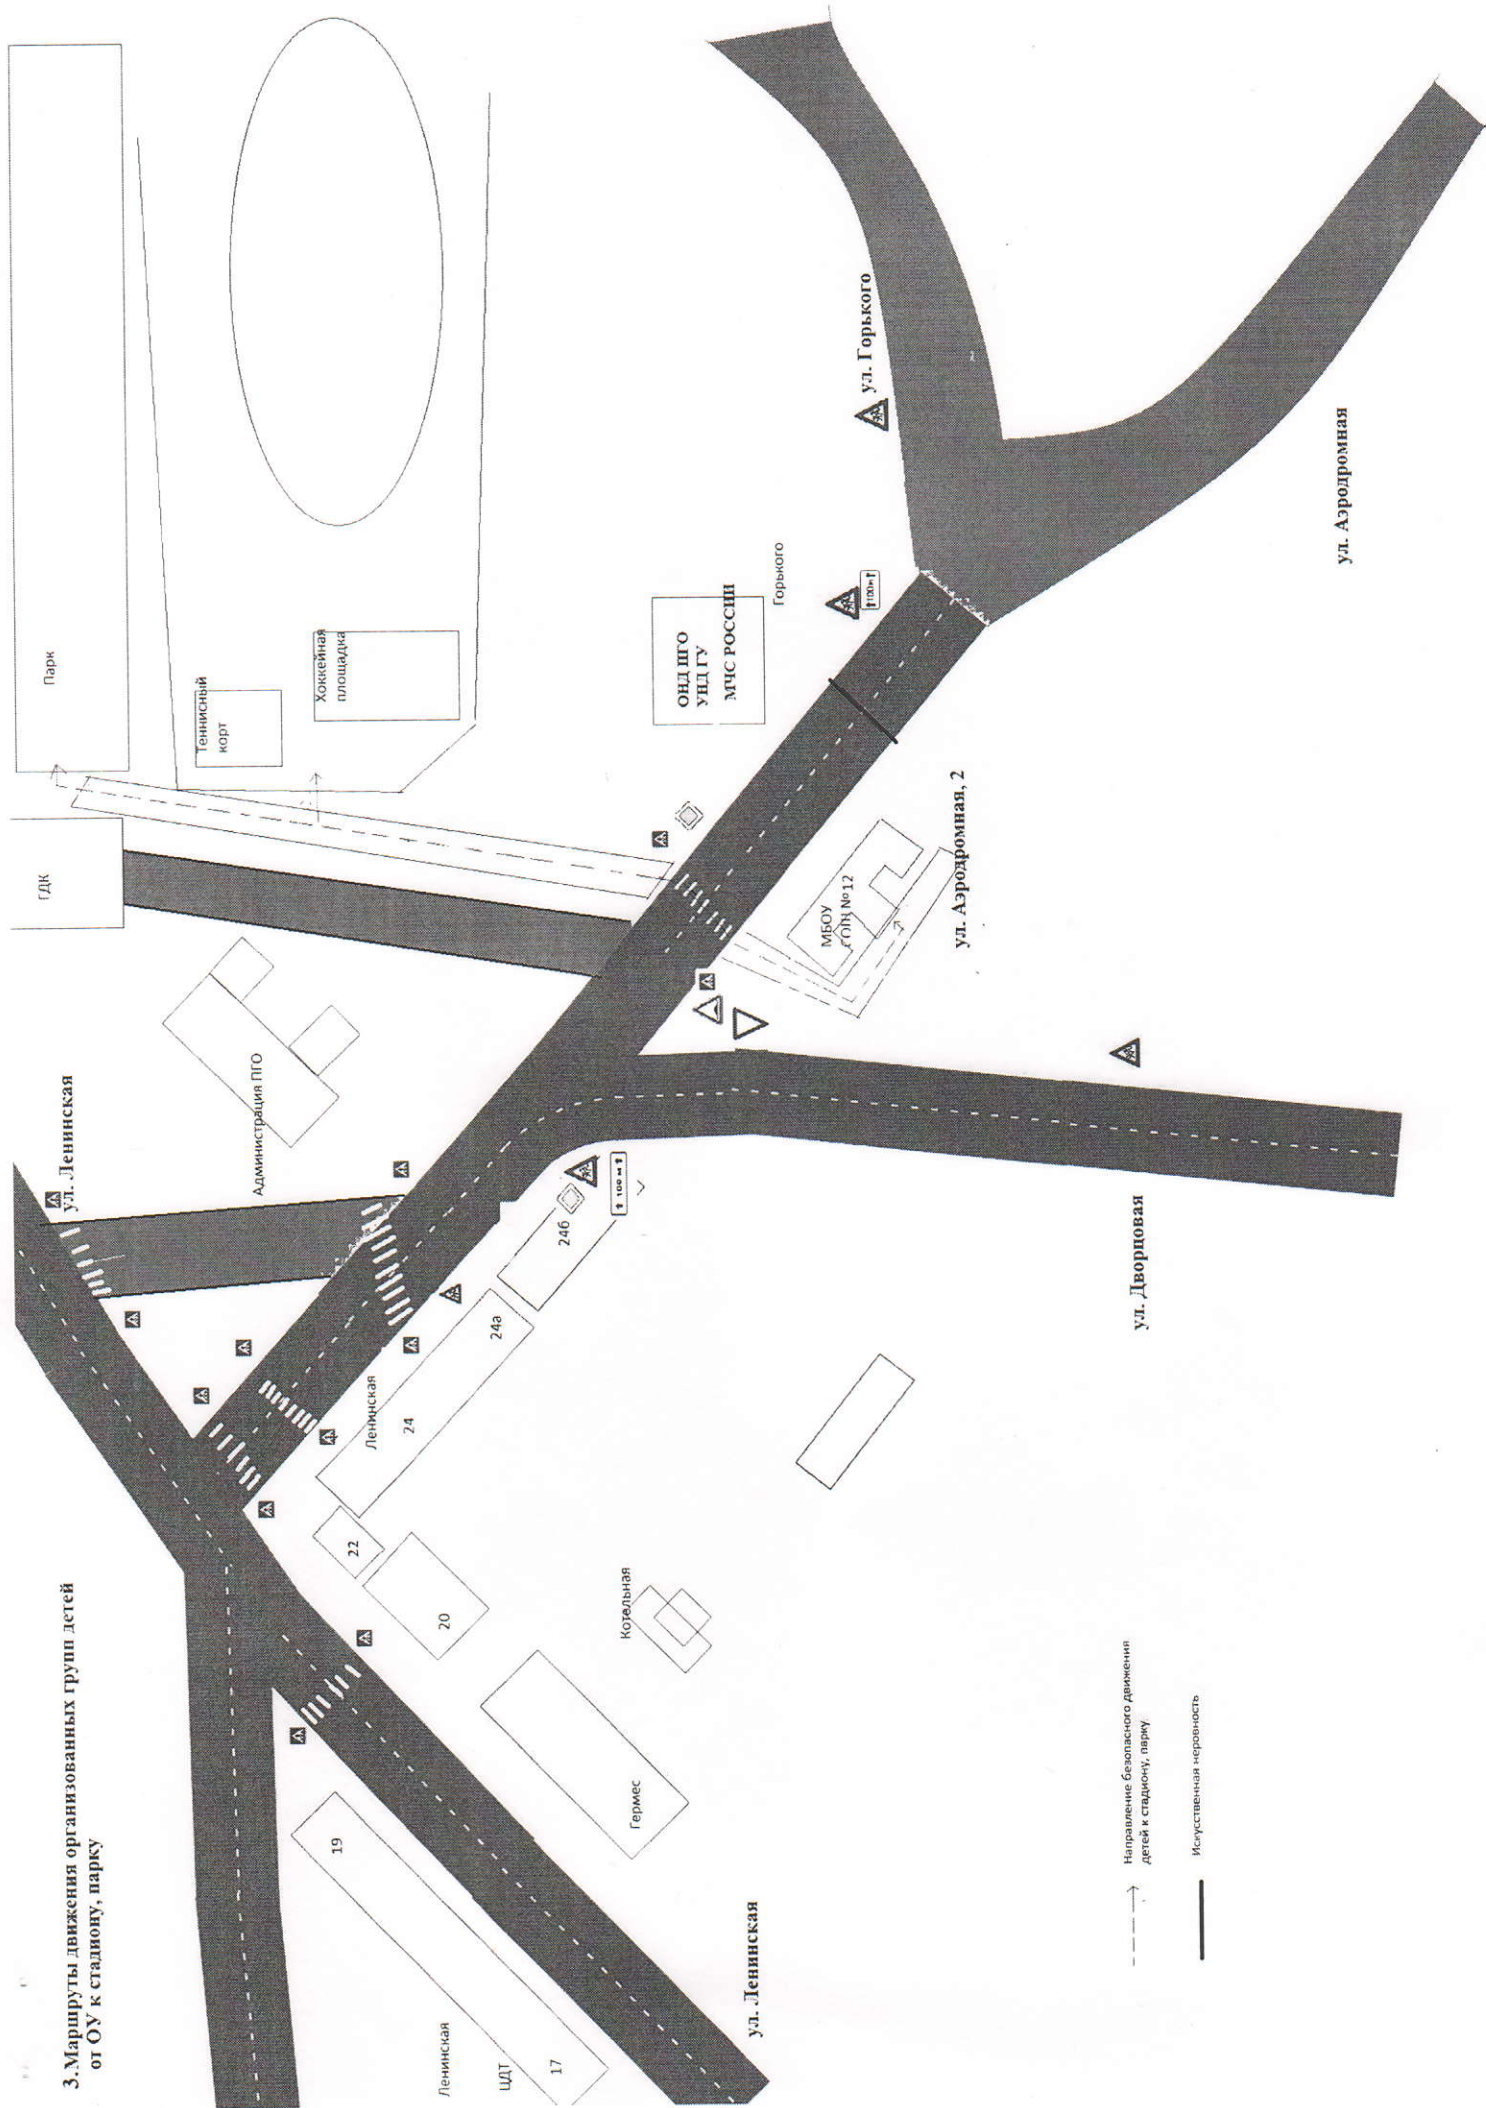 3.Маршруты движения организованных групп детей
от ОУ к стадиону, парку
Парк
ГДК
Теннисный
корт
Хоккейная
площадка
Администрация ПГО
ул. Ленинская
ОНД ПГО
УНД ГУ
МЧС РОССИИ
Горького
ул. Горького
100 м
ул. Аэродромная
МБОУ
СОШ №12
ул. Аэродромная, 2
ул. Дворцовая
100 м
24б
24а
Ленинская
24
22
20
Котельная
Гермес
19
Ленинская
ЦДТ
17
ул. Ленинская
Направление безопасного движения
детей к стадиону, парку
Искусственная неровность